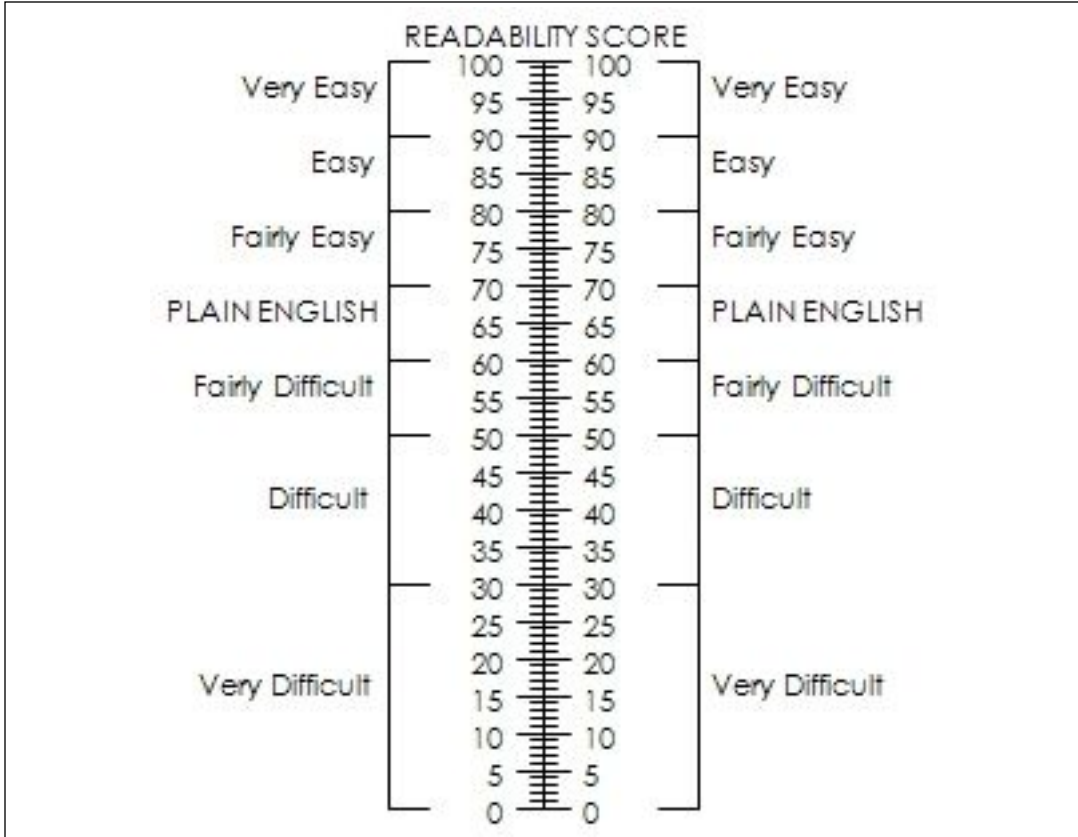 READABILITY SCORE
100 100
Very Easy Very Easy
95 95
90 90
Easy Easy
85 85
80 80
Fairly Easy Fairly Easy
75 75
70 70
PLAIN ENGLISH PLAIN ENGLISH
65 65
60 60
Fairly Difficult Fairly Difficult
55 55
50 50
45 45
Difficult Difficult
40 40
35 35
30 30
25 25
20 20
Very Difficult Very Difficult
15 15
10 10
5 5
0 0